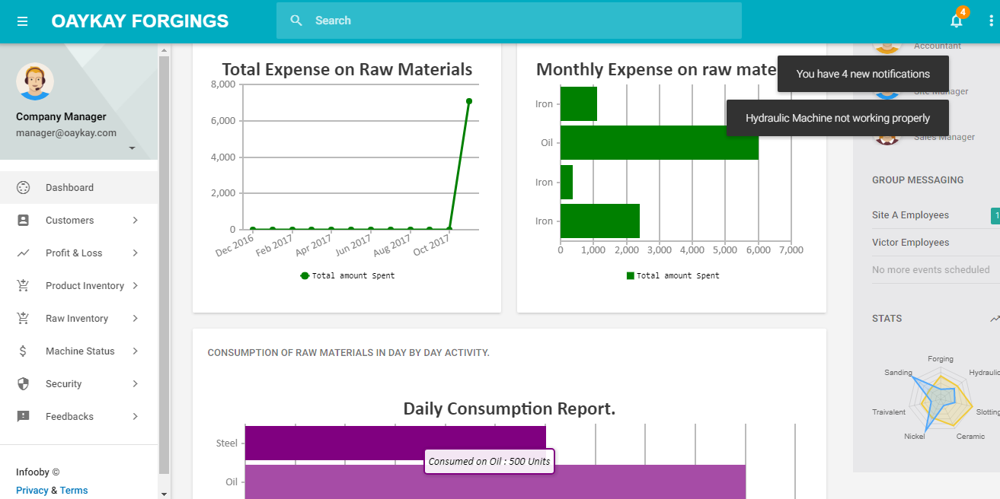 OAYKAY FORGINGS
Search
4
Company Manager
manager@oaykay.com
Dashboard
Customers
Profit & Loss
Product Inventory
Raw Inventory
Machine Status
Security
Feedbacks
Infooby ©
Privacy & Terms
Total Expense on Raw Materials
8,000
6,000
4,000
2,000
0
Dec 2016
Feb 2017
Apr 2017
Jun 2017
Aug 2017
Oct 2017
Total amount Spent
Monthly Expense on raw mate
Iron
Oil
Iron
Iron
0 1,000 2,000 3,000 4,000 5,000 6,000 7,000
Total amount Spent
CONSUMPTION OF RAW MATERIALS IN DAY BY DAY ACTIVITY.
Daily Consumption Report.
Steel
Consumed on Oil : 500 Units
Oil
Accountant
You have 4 new notifications
Site Manager
Hydraulic Machine not working properly
Sales Manager
GROUP MESSAGING
Site A Employees
1
Victor Employees
No more events scheduled
STATS
Forging
Sanding
Hydraulic
Traivalent
Slotting
Nickel
Ceramic